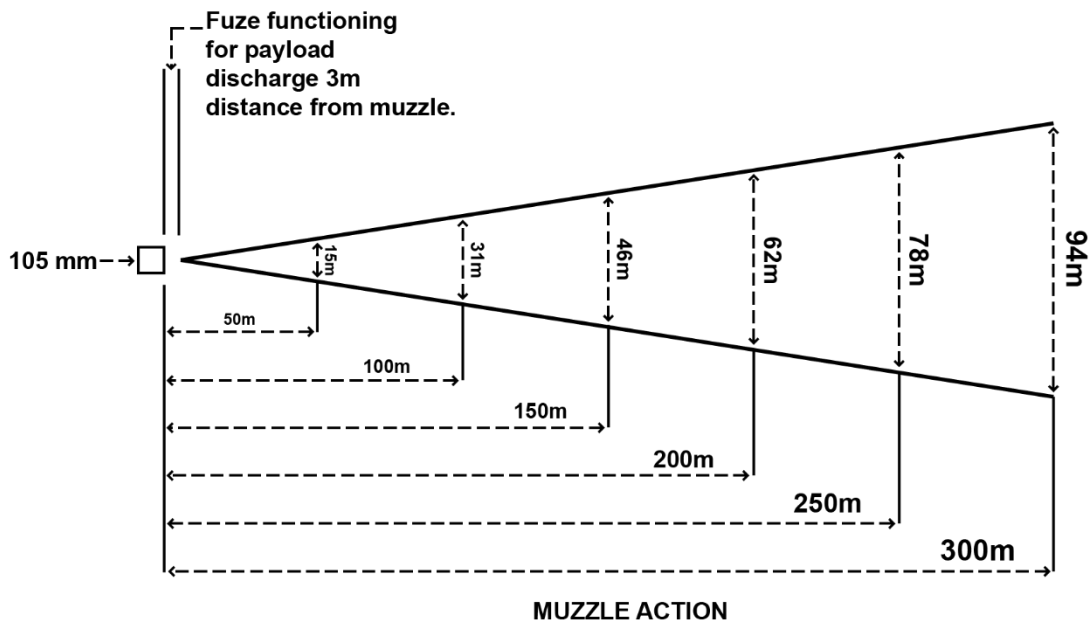 Fuze functioning
for payload
discharge 3m
distance from muzzle.
105 mm
15m
31m
46m
62m
78m
94m
50m
100m
150m
200m
250m
300m
MUZZLE ACTION